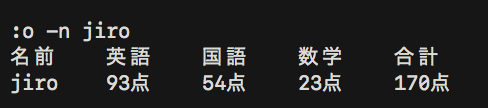 :o -n jiro
名前 英語 国語 数学 合計
jiro 93点 54点 23点 170点